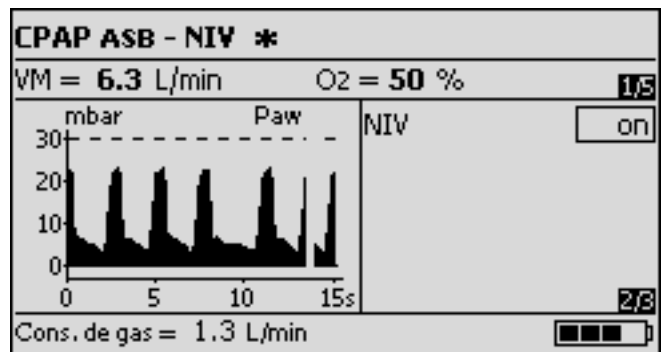 CPAP ASB - NIV *
VM = 6.3 L/min O2 = 50 % 1/5
mbar Paw
NIV on
30
20
10
0
0 5 10 15s
2/3
Cons. de gas = 1.3 L/min